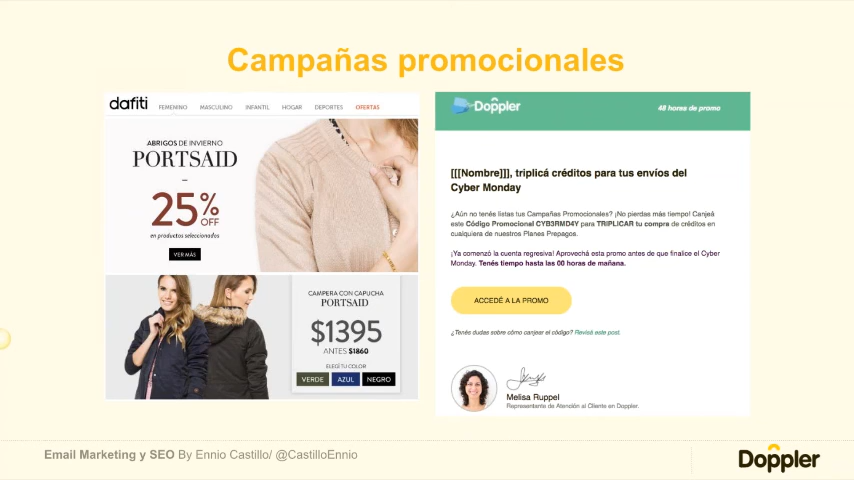 Campañas promocionales
dafiti
FEMENINO MASCULINO INFANTIL HOGAR DEPORTES OFERTAS
ABRIGOS DE INVIERNO
PORTSAID
25% OFF
en productos seleccionados
VER MÁS
CAMPERA CON CAPUCHA
PORTSAID
$1395
ANTES $1860
ELEGÍ TU COLOR
VERDE AZUL NEGRO
Doppler
48 horas de promo
[[[Nombre]]], triplicá créditos para tus envíos del
Cyber Monday
¿Aún no tenés listas tus Campañas Promocionales? ¡No pierdas más tiempo! Canjeá
este Código Promocional CYB3RMD4Y para TRIPLICAR tu compra de créditos en
cualquiera de nuestros Planes Prepagos.
¡Ya comenzó la cuenta regresiva! Aprovechá esta promo antes de que finalice el Cyber
Monday. Tenés tiempo hasta las 00 horas de mañana.
ACCEDÉ A LA PROMO
¿Tenés dudas sobre cómo canjear el código? Revisá este post.
Melisa Ruppel
Representante de Atención al Cliente en Doppler.
Email Marketing y SEO By Ennio Castillo/ @CastilloEnnio
Doppler